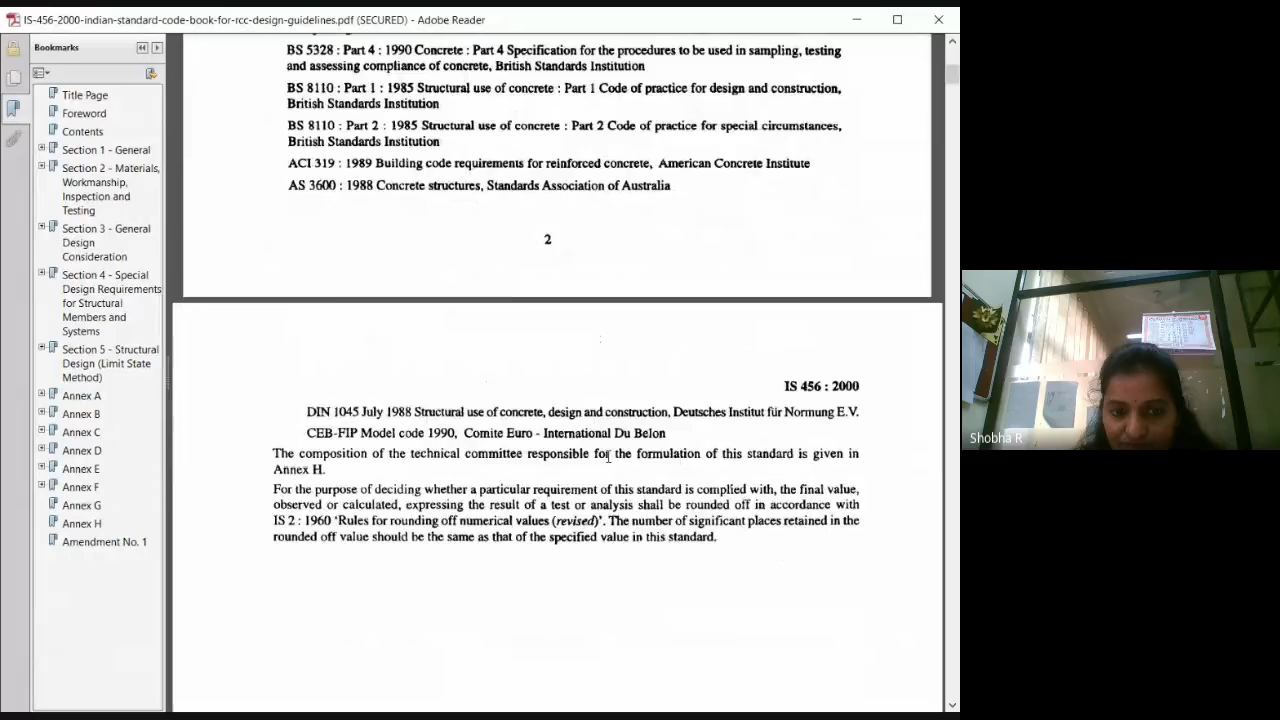 IS-456-2000-indian-standard-code-book-for-rcc-design-guidelines.pdf (SECURED) - Adobe Reader
Bookmarks
Title Page
Foreword
Contents
Section 1 - General
Section 2 - Materials,
Workmanship,
Inspection and
Testing
Section 3 - General
Design
Consideration
Section 4 - Special
Design Requirements
for Structural
Members and
Systems
Section 5 - Structural
Design (Limit State
Method)
Annex A
Annex B
Annex C
Annex D
Annex E
Annex F
Annex G
Annex H
Amendment No. 1
BS 5328 : Part 4 : 1990 Concrete : Part 4 Specification for the procedures to be used in sampling, testing
and assessing compliance of concrete, British Standards Institution
BS 8110 : Part 1 : 1985 Structural use of concrete : Part 1 Code of practice for design and construction,
British Standards Institution
BS 8110 : Part 2 : 1985 Structural use of concrete : Part 2 Code of practice for special circumstances,
British Standards Institution
ACI 319 : 1989 Building code requirements for reinforced concrete, American Concrete Institute
AS 3600 : 1988 Concrete structures, Standards Association of Australia
2
IS 456 : 2000
DIN 1045 July 1988 Structural use of concrete, design and construction, Deutsches Institut für Normung E.V.
CEB-FIP Model code 1990, Comite Euro - International Du Belon
The composition of the technical committee responsible for the formulation of this standard is given in
Annex H.
For the purpose of deciding whether a particular requirement of this standard is complied with, the final value,
observed or calculated, expressing the result of a test or analysis shall be rounded off in accordance with
IS 2 : 1960 ‘Rules for rounding off numerical values (revised)’. The number of significant places retained in the
rounded off value should be the same as that of the specified value in this standard.
Shobha R